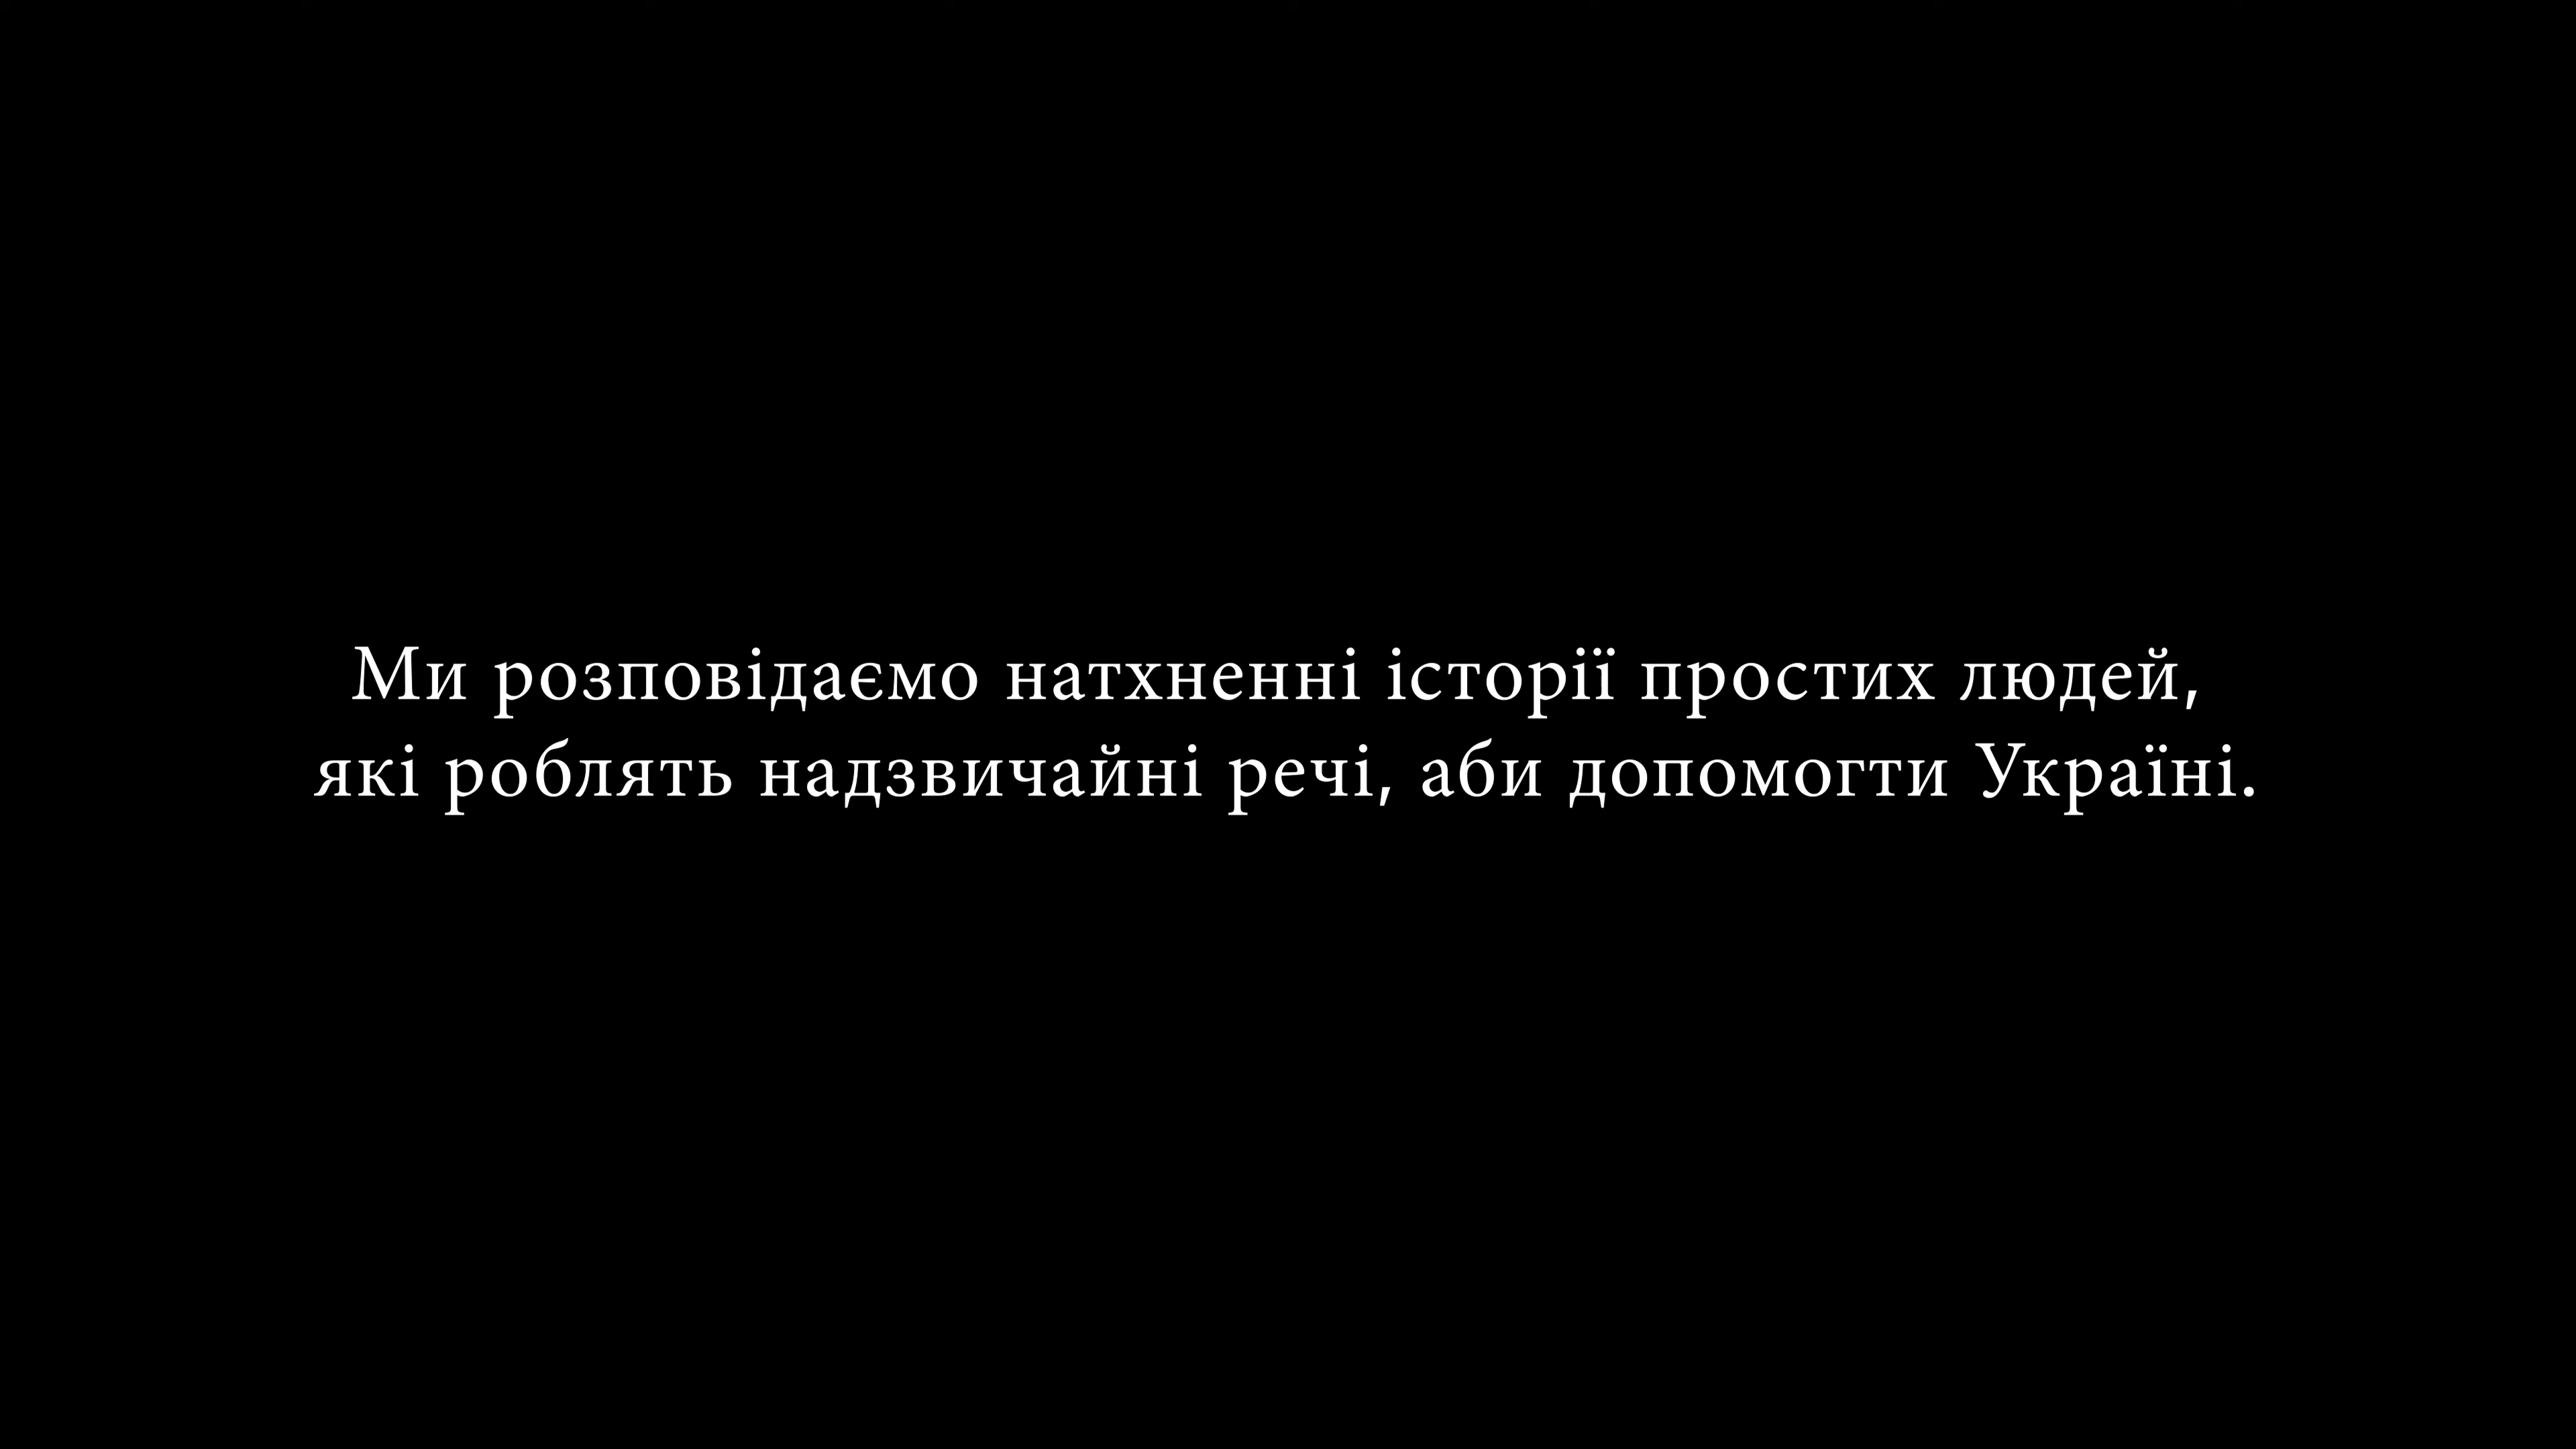 Ми розповідаємо натхненні історії простих людей,
які роблять надзвичайні речі, аби допомогти Україні.